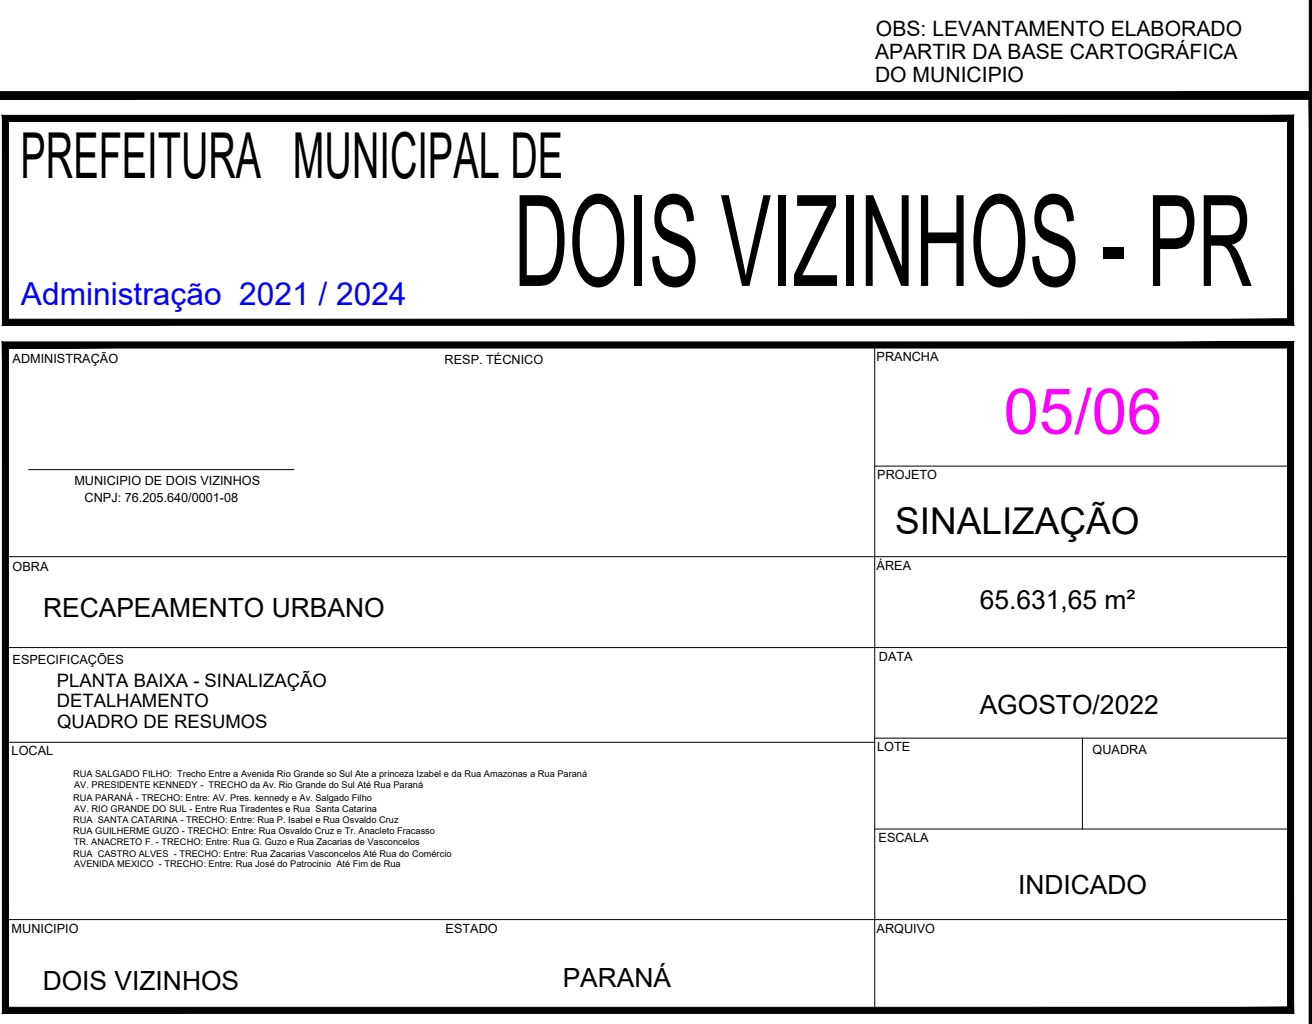 OBS: LEVANTAMENTO ELABORADO
APARTIR DA BASE CARTOGRÁFICA
DO MUNICIPIO
PREFEITURA MUNICIPAL DE
DOIS VIZINHOS - PR
Administração 2021 / 2024
ADMINISTRAÇÃO
RESP. TÉCNICO
MUNICIPIO DE DOIS VIZINHOS
CNPJ: 76.205.640/0001-08
PRANCHA
05/06
PROJETO
SINALIZAÇÃO
OBRA
RECAPEAMENTO URBANO
ÁREA
65.631,65 m²
ESPECIFICAÇÕES
PLANTA BAIXA - SINALIZAÇÃO
DETALHAMENTO
QUADRO DE RESUMOS
DATA
AGOSTO/2022
LOCAL
RUA SALGADO FILHO: Trecho Entre a Avenida Rio Grande so Sul Ate a princeza Izabel e da Rua Amazonas a Rua Paraná
AV. PRESIDENTE KENNEDY - TRECHO da Av. Rio Grande do Sul Até Rua Paraná
RUA PARANÁ - TRECHO: Entre: AV. Pres. kennedy e Av. Salgado Filho
AV. RIO GRANDE DO SUL - Entre Rua Tiradentes e Rua Santa Catarina
RUA SANTA CATARINA - TRECHO: Entre: Rua P. Isabel e Rua Osvaldo Cruz
RUA GUILHERME GUZO - TRECHO: Entre: Rua Osvaldo Cruz e Tr. Anacleto Fracasso
TR. ANACRETO F. - TRECHO: Entre: Rua G. Guzo e Rua Zacarias de Vasconcelos
RUA CASTRO ALVES - TRECHO: Entre: Rua Zacarias Vasconcelos Até Rua do Comércio
AVENIDA MEXICO - TRECHO: Entre: Rua José do Patrocinio Até Fim de Rua
LOTE
QUADRA
ESCALA
INDICADO
MUNICIPIO
DOIS VIZINHOS
ESTADO
PARANÁ
ARQUIVO